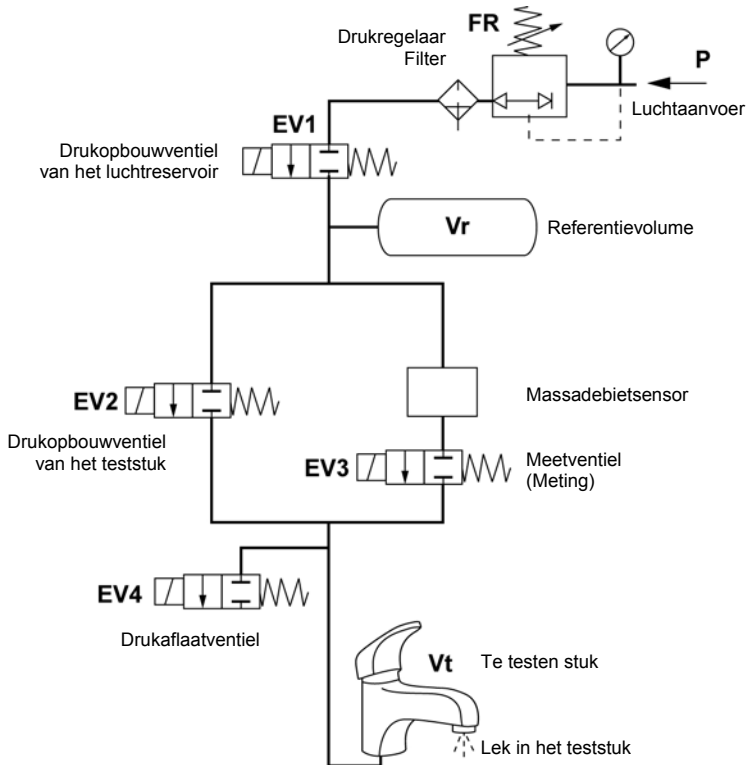 FR
Drukregelaar
Filter
P
Luchtaanvoer
EV1
Drukopbouwventiel
van het luchtreservoir
Vr
Referentievolume
EV2
Massadebietsensor
Drukopbouwventiel
van het teststuk
EV3
Meetventiel
(Meting)
EV4
Drukaflaatventiel
Vt
Te testen stuk
Lek in het teststuk